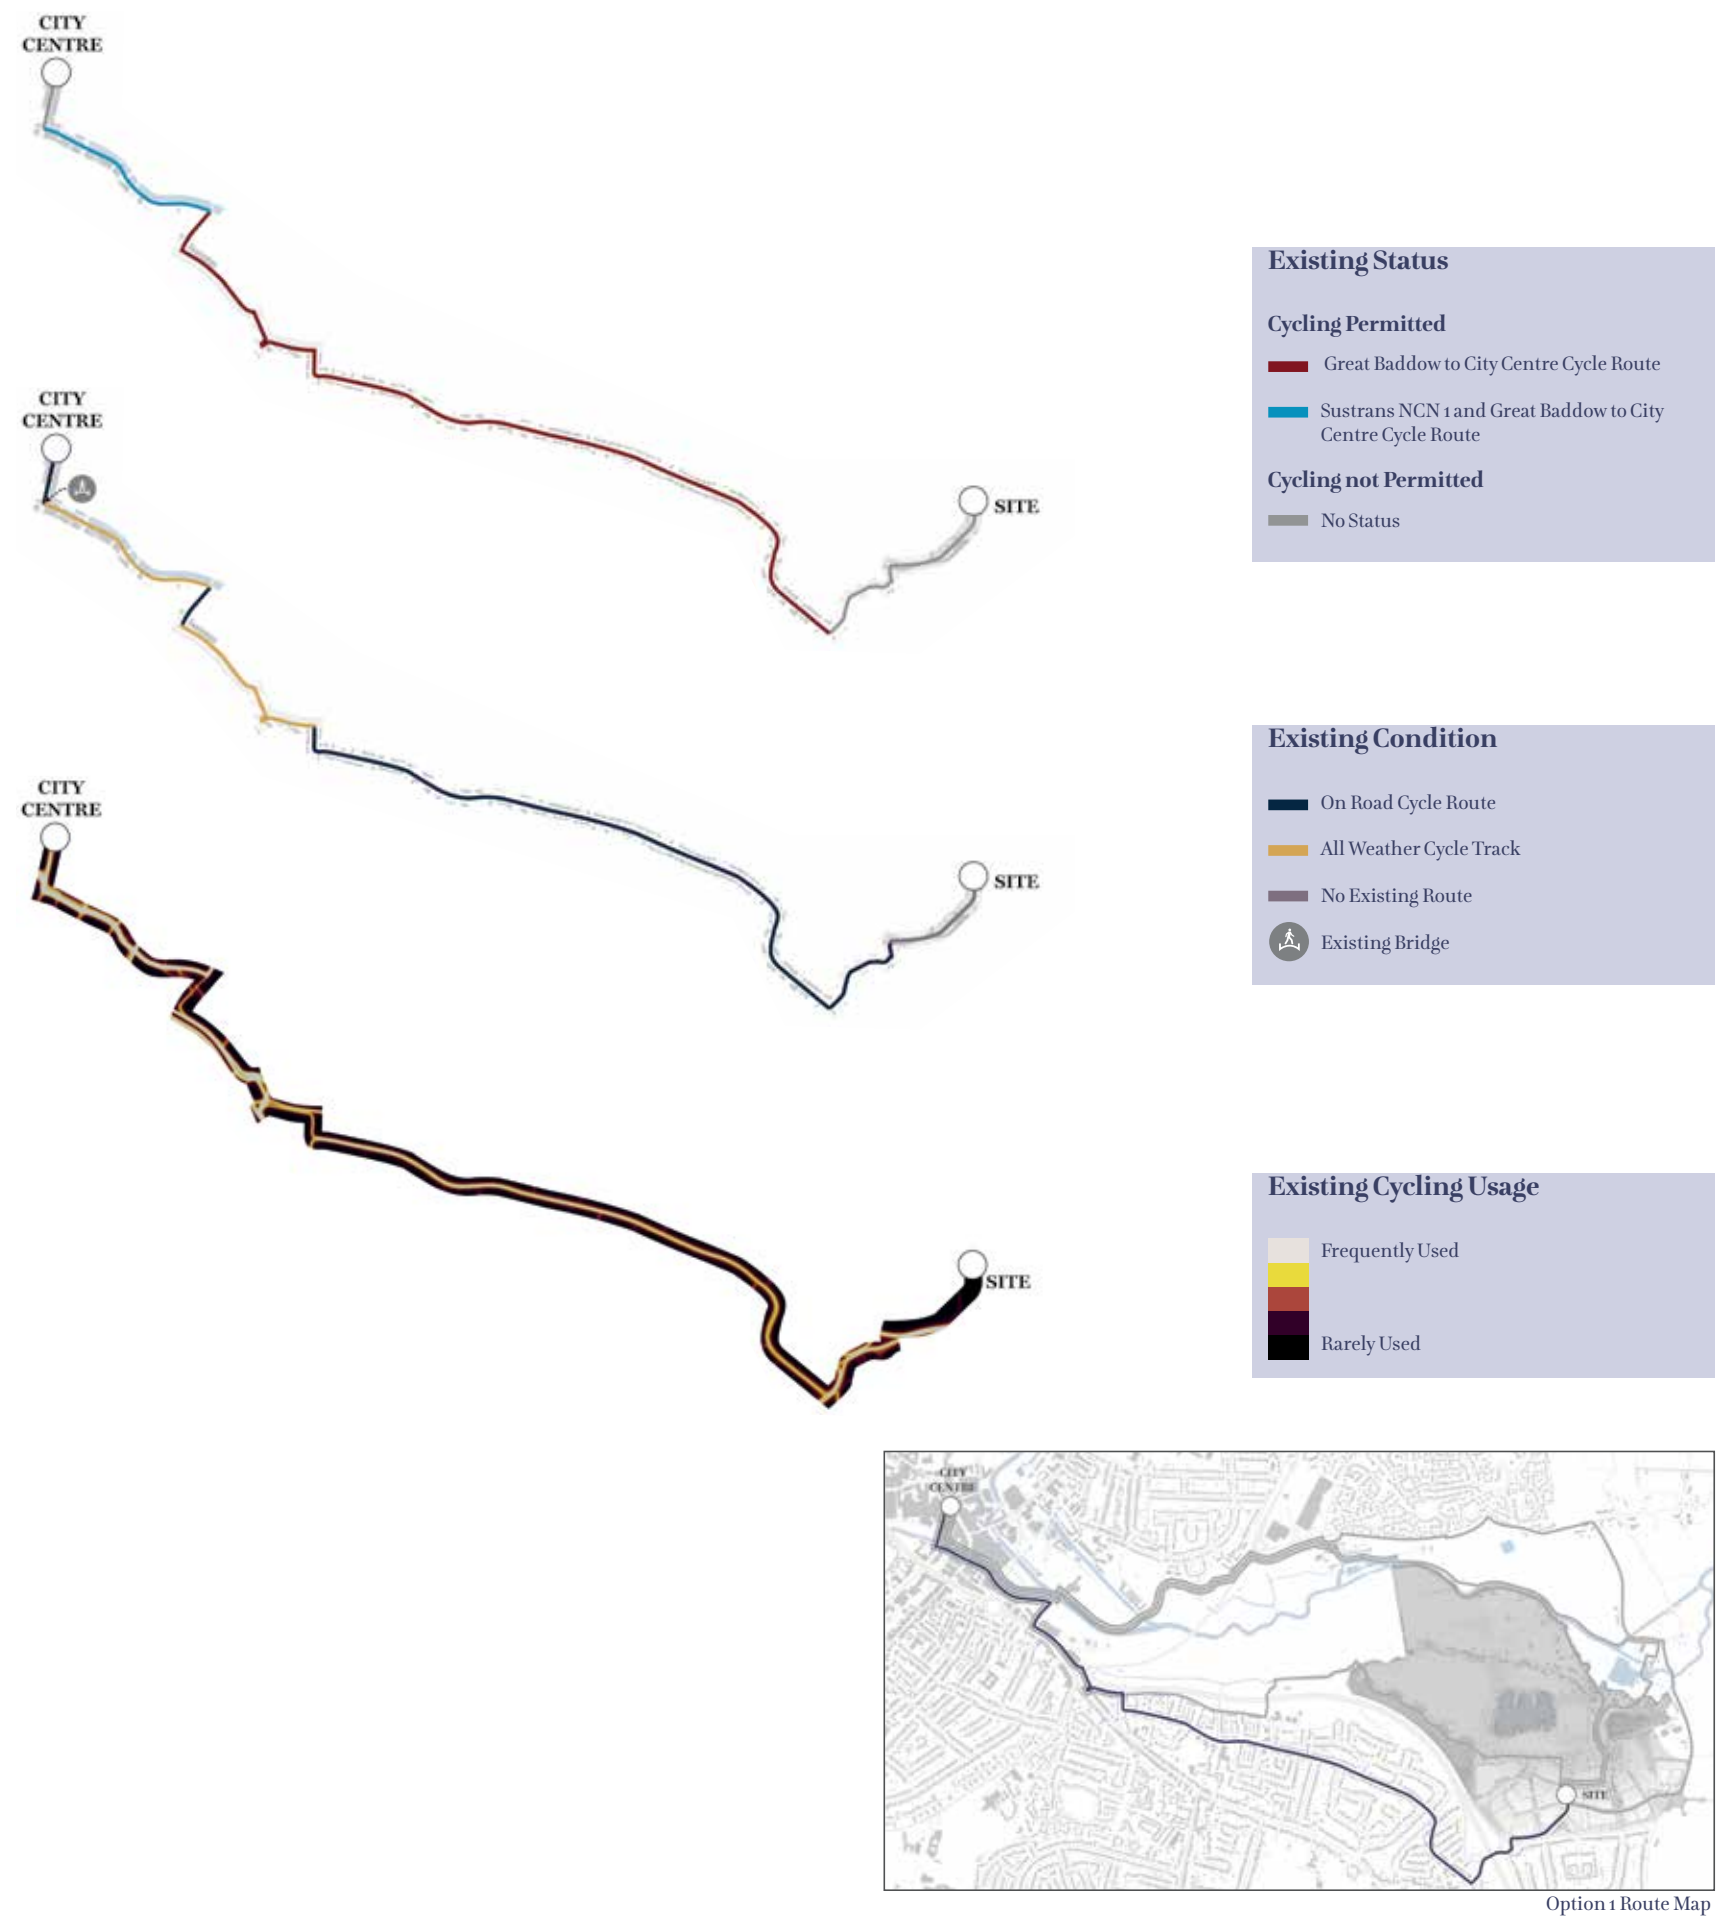 CITY
CENTRE
SITE
Existing Status
Cycling Permitted
Great Baddow to City Centre Cycle Route
Sustrans NCN 1 and Great Baddow to City
Centre Cycle Route
Cycling not Permitted
No Status
CITY
CENTRE
SITE
Existing Condition
On Road Cycle Route
All Weather Cycle Track
No Existing Route
Existing Bridge
CITY
CENTRE
SITE
Existing Cycling Usage
Frequently Used
Rarely Used
CITY
CENTRE
SITE
Option 1 Route Map